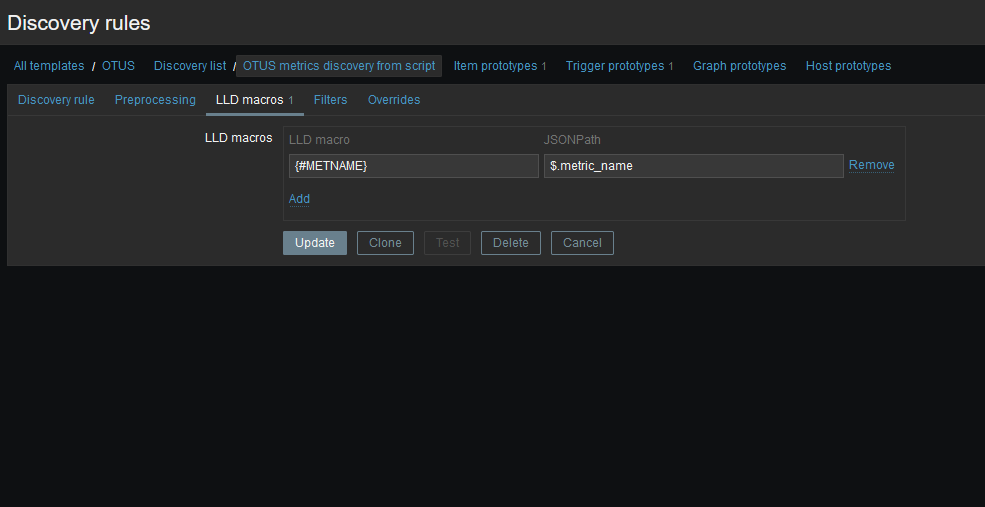 Discovery rules
All templates / OTUS Discovery list / OTUS metrics discovery from script Item prototypes 1 Trigger prototypes 1 Graph prototypes Host prototypes
Discovery rule Preprocessing LLD macros 1 Filters Overrides
LLD macros LLD macro JSONPath
{#METNAME} $.metric_name Remove
Add
Update Clone Test Delete Cancel